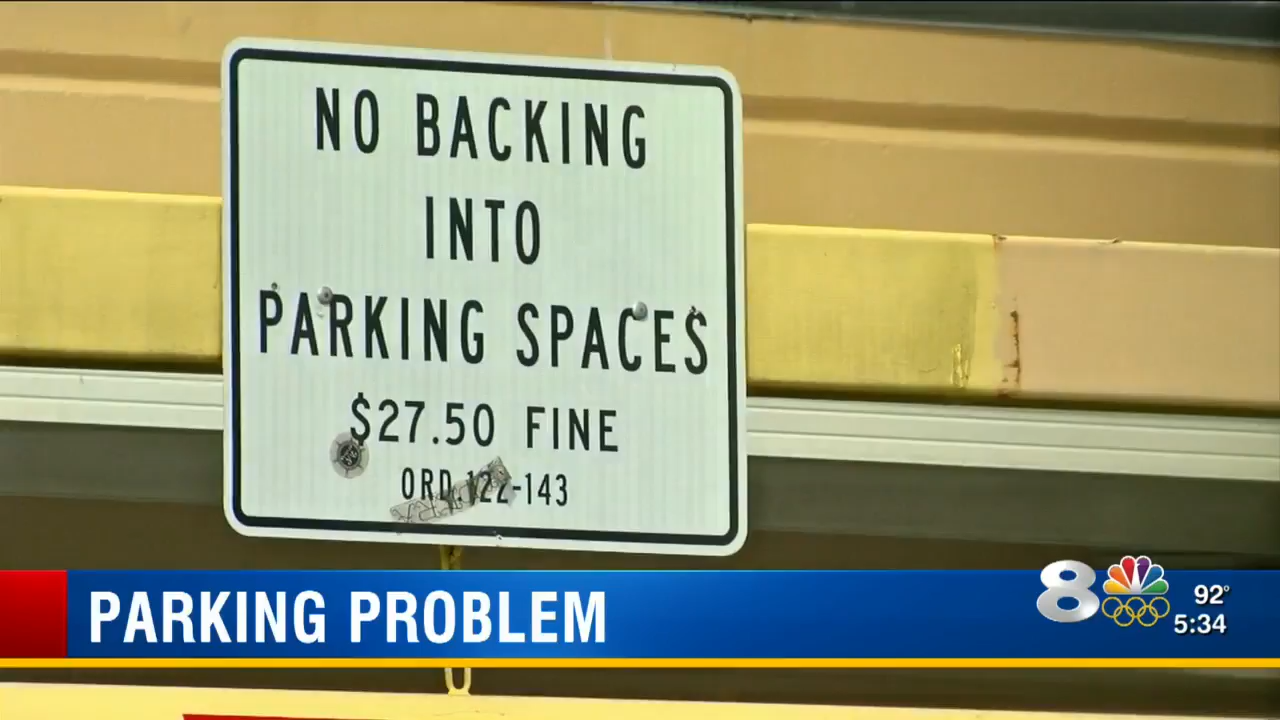 NO BACKING
INTO
PARKING SPACES
$27.50 FINE
ORD.122-143
PARKING PROBLEM
8
92°
5:34